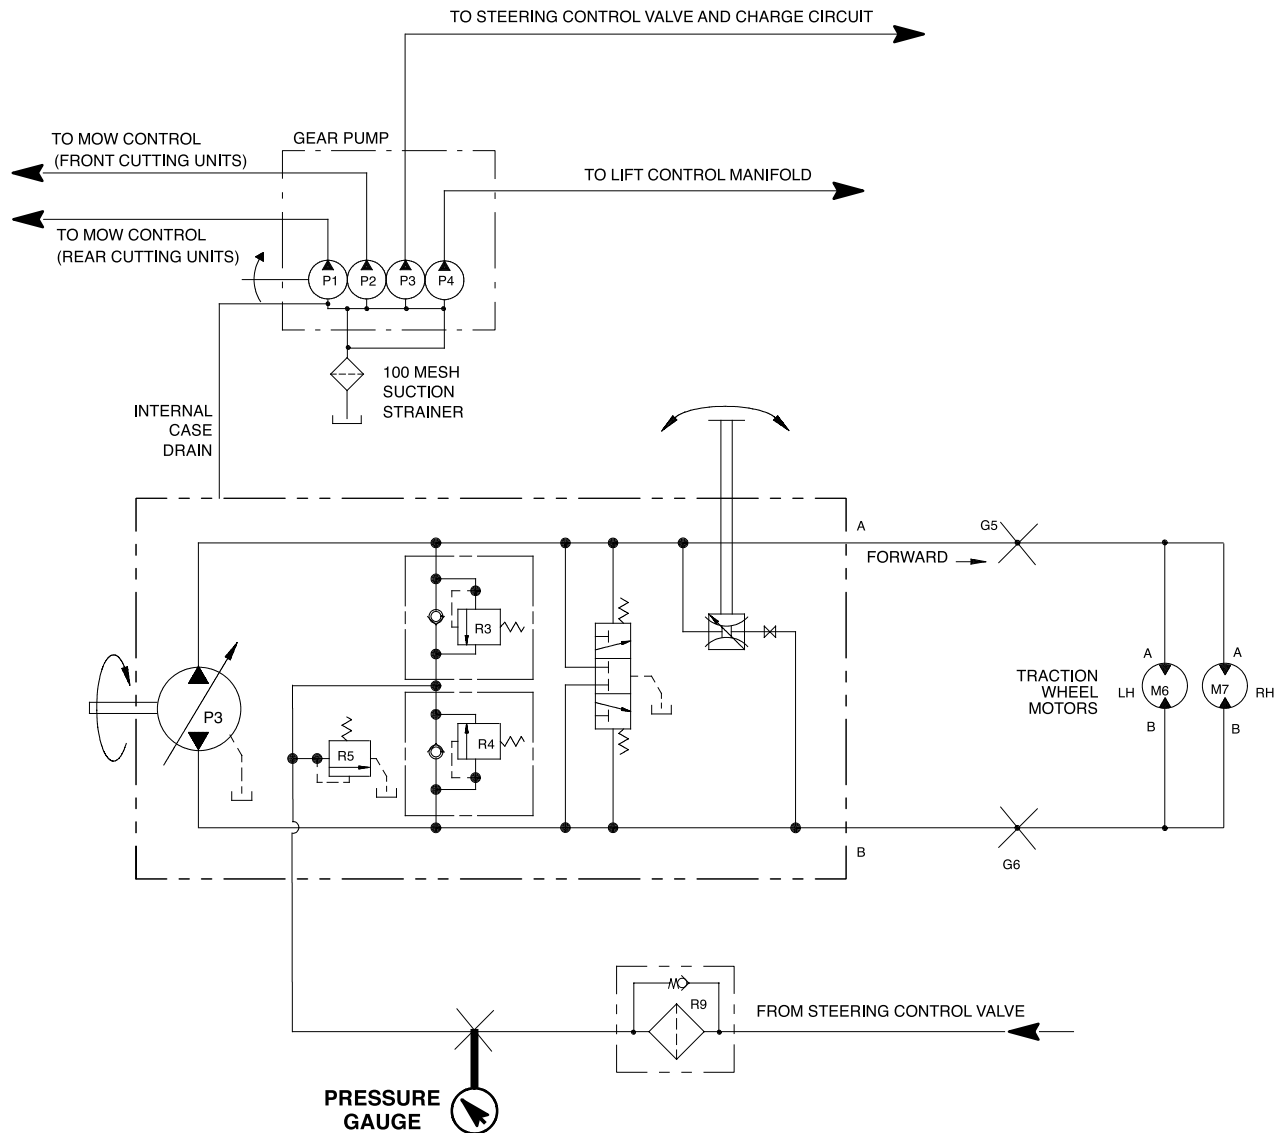 TO STEERING CONTROL VALVE AND CHARGE CIRCUIT
TO MOW CONTROL
(FRONT CUTTING UNITS)
GEAR PUMP
TO LIFT CONTROL MANIFOLD
TO MOW CONTROL
(REAR CUTTING UNITS)
P1
P2
P3
P4
100 MESH
SUCTION
STRAINER
INTERNAL
CASE
DRAIN
A
G5
FORWARD
R3
P3
R5
R4
TRACTION
WHEEL
MOTORS
LH
A
M6
B
A
M7
B
RH
B
G6
R9
FROM STEERING CONTROL VALVE
PRESSURE
GAUGE